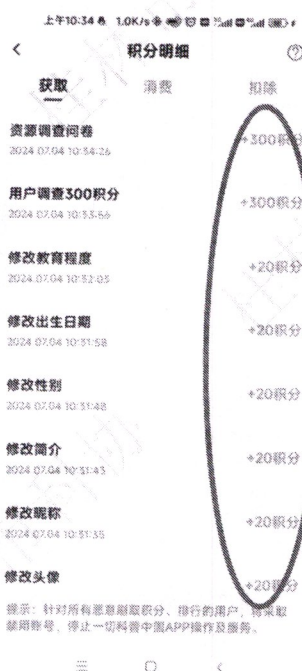 上午10:34 1.0K/s
积分明细
获取 消费 扣除
资源调查问卷 +300积分
2024.07.04 10:34:26
用户调查300积分 +300积分
2024.07.04 10:33:56
修改教育程度 +20积分
2024.07.04 10:32:03
修改出生日期 +20积分
2024.07.04 10:31:58
修改性别 +20积分
2024.07.04 10:31:48
修改简介 +20积分
2024.07.04 10:31:43
修改昵称 +20积分
2024.07.04 10:31:35
修改头像 +20积分
提示：针对所有恶意刷取积分、排行的用户，将采取
禁用账号，停止一切科普中国APP操作及服务。